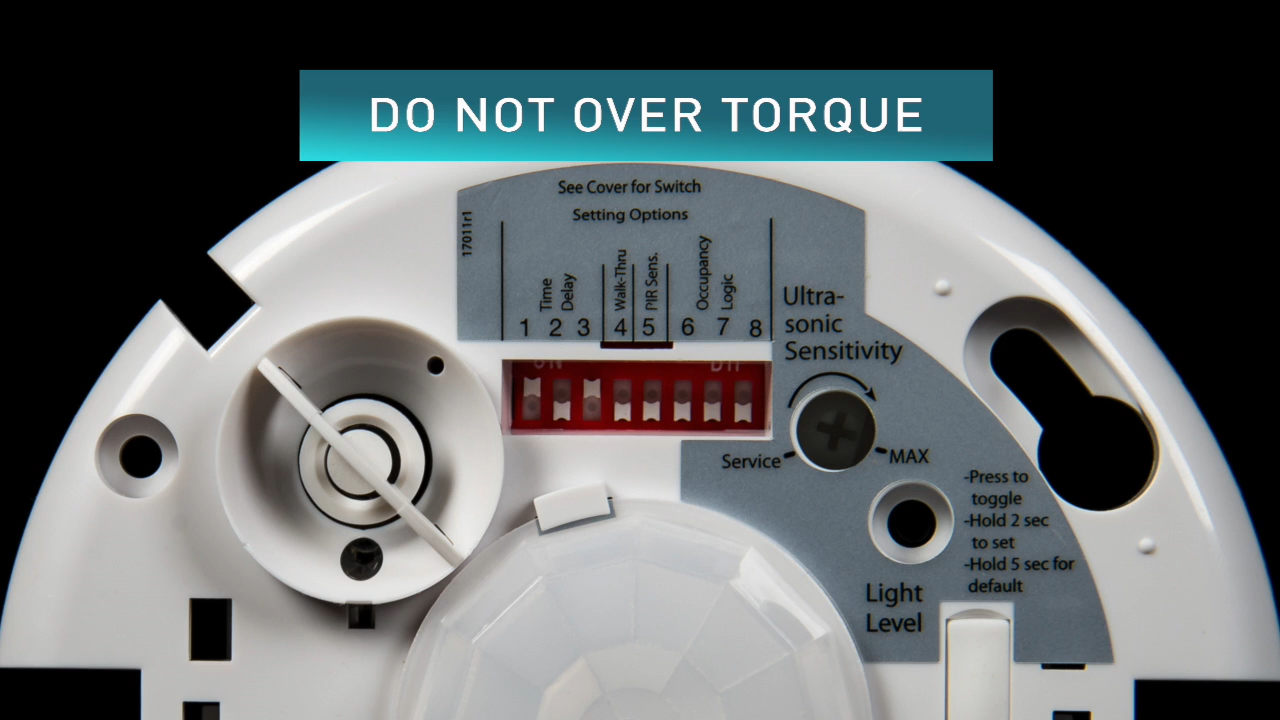 DO NOT OVER TORQUE
See Cover for Switch
Setting Options
17011r1
Time
Delay
Walk-Thru
PIR Sens.
Occupancy
Logic
1 2 3 4 5 6 7 8
ON
Ultra-
sonic
Sensitivity
Service
MAX
-Press to
toggle
-Hold 2 sec
to set
-Hold 5 sec for
default
Light
Level